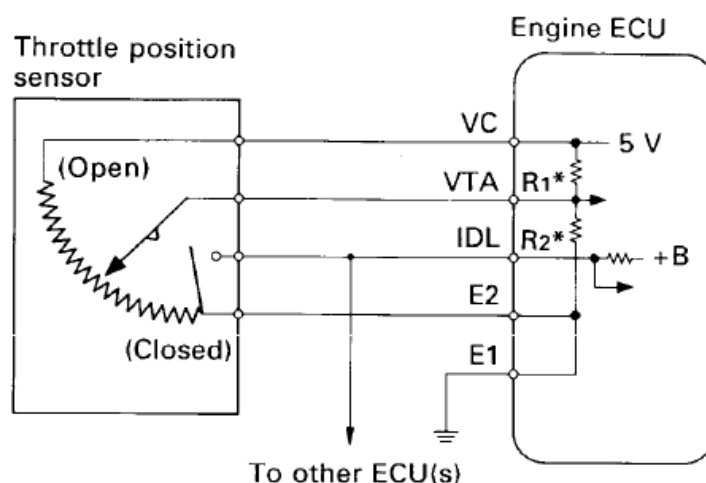 Engine ECU
Throttle position
sensor
VC
5 V
(Open)
VTA
R1*
IDL
R2*
+B
E2
(Closed)
E1
To other ECU(s)